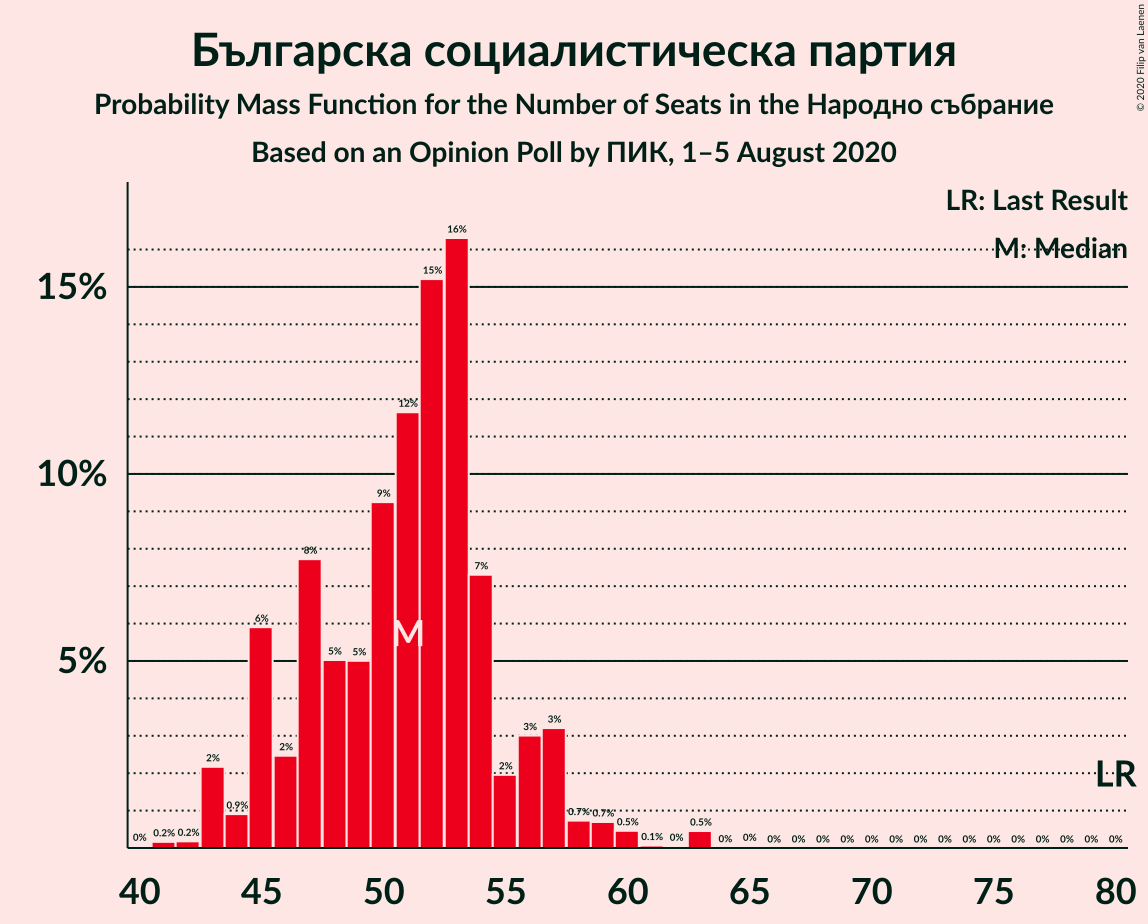 Българска социалистическа партия
Probability Mass Function for the Number of Seats in the Народно събрание
Based on an Opinion Poll by ПИК, 1–5 August 2020
© 2020 Filip van Laenen
LR: Last Result
M: Median
15%
10%
5%
0% 0.2% 0.2% 2% 0.9% 6% 2% 8% 5% 5% 9% 12% 15% 16% 7% 2% 3% 3% 0.7% 0.7% 0.5% 0.1% 0% 0.5% 0% 0% 0% 0% 0% 0% 0% 0% 0% 0% 0% 0% 0% 0% 0% 0% 0%
M
LR
40 45 50 55 60 65 70 75 80